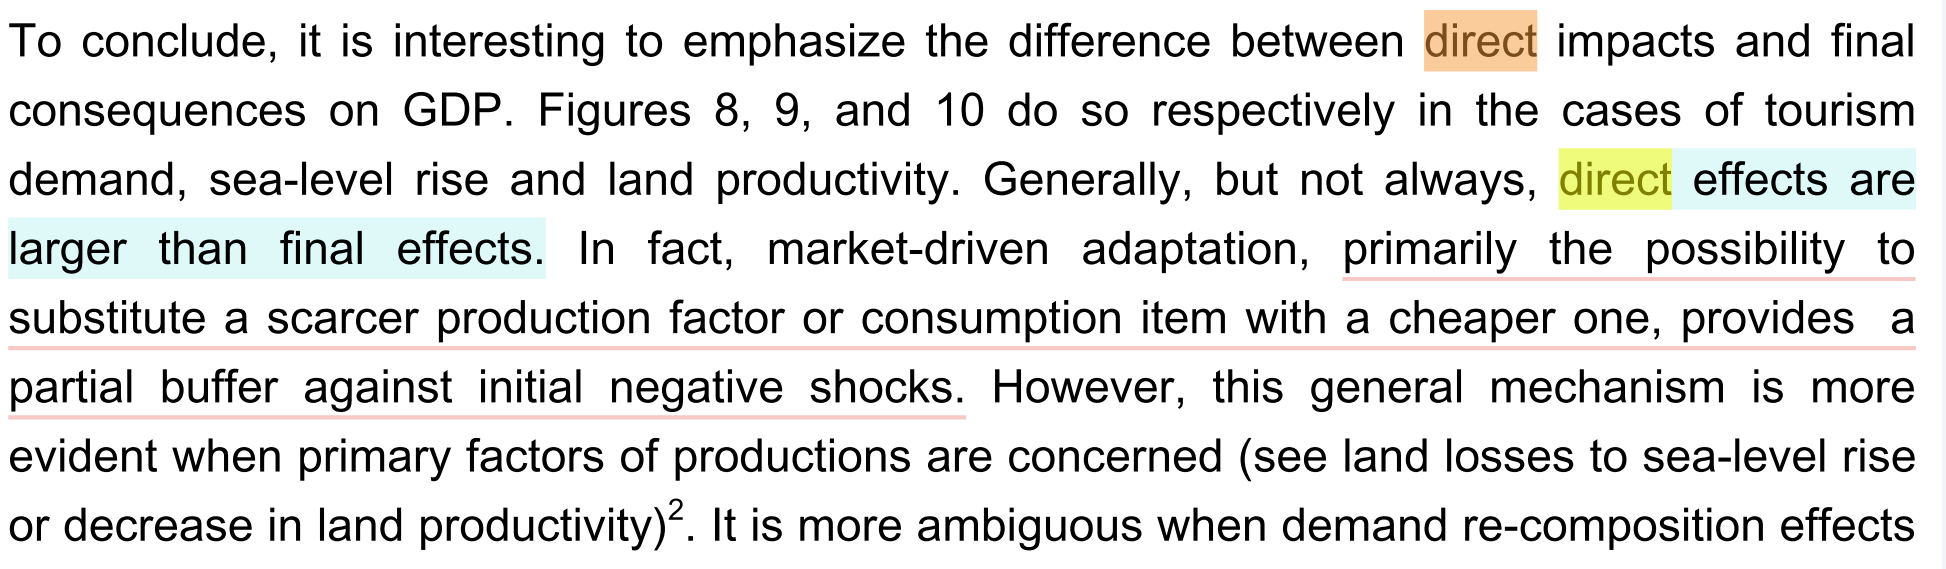 To conclude, it is interesting to emphasize the difference between direct impacts and final
consequences on GDP. Figures 8, 9, and 10 do so respectively in the cases of tourism
demand, sea-level rise and land productivity. Generally, but not always, direct effects are
larger than final effects. In fact, market-driven adaptation, primarily the possibility to
substitute a scarcer production factor or consumption item with a cheaper one, provides a
partial buffer against initial negative shocks. However, this general mechanism is more
evident when primary factors of productions are concerned (see land losses to sea-level rise
or decrease in land productivity)². It is more ambiguous when demand re-composition effects